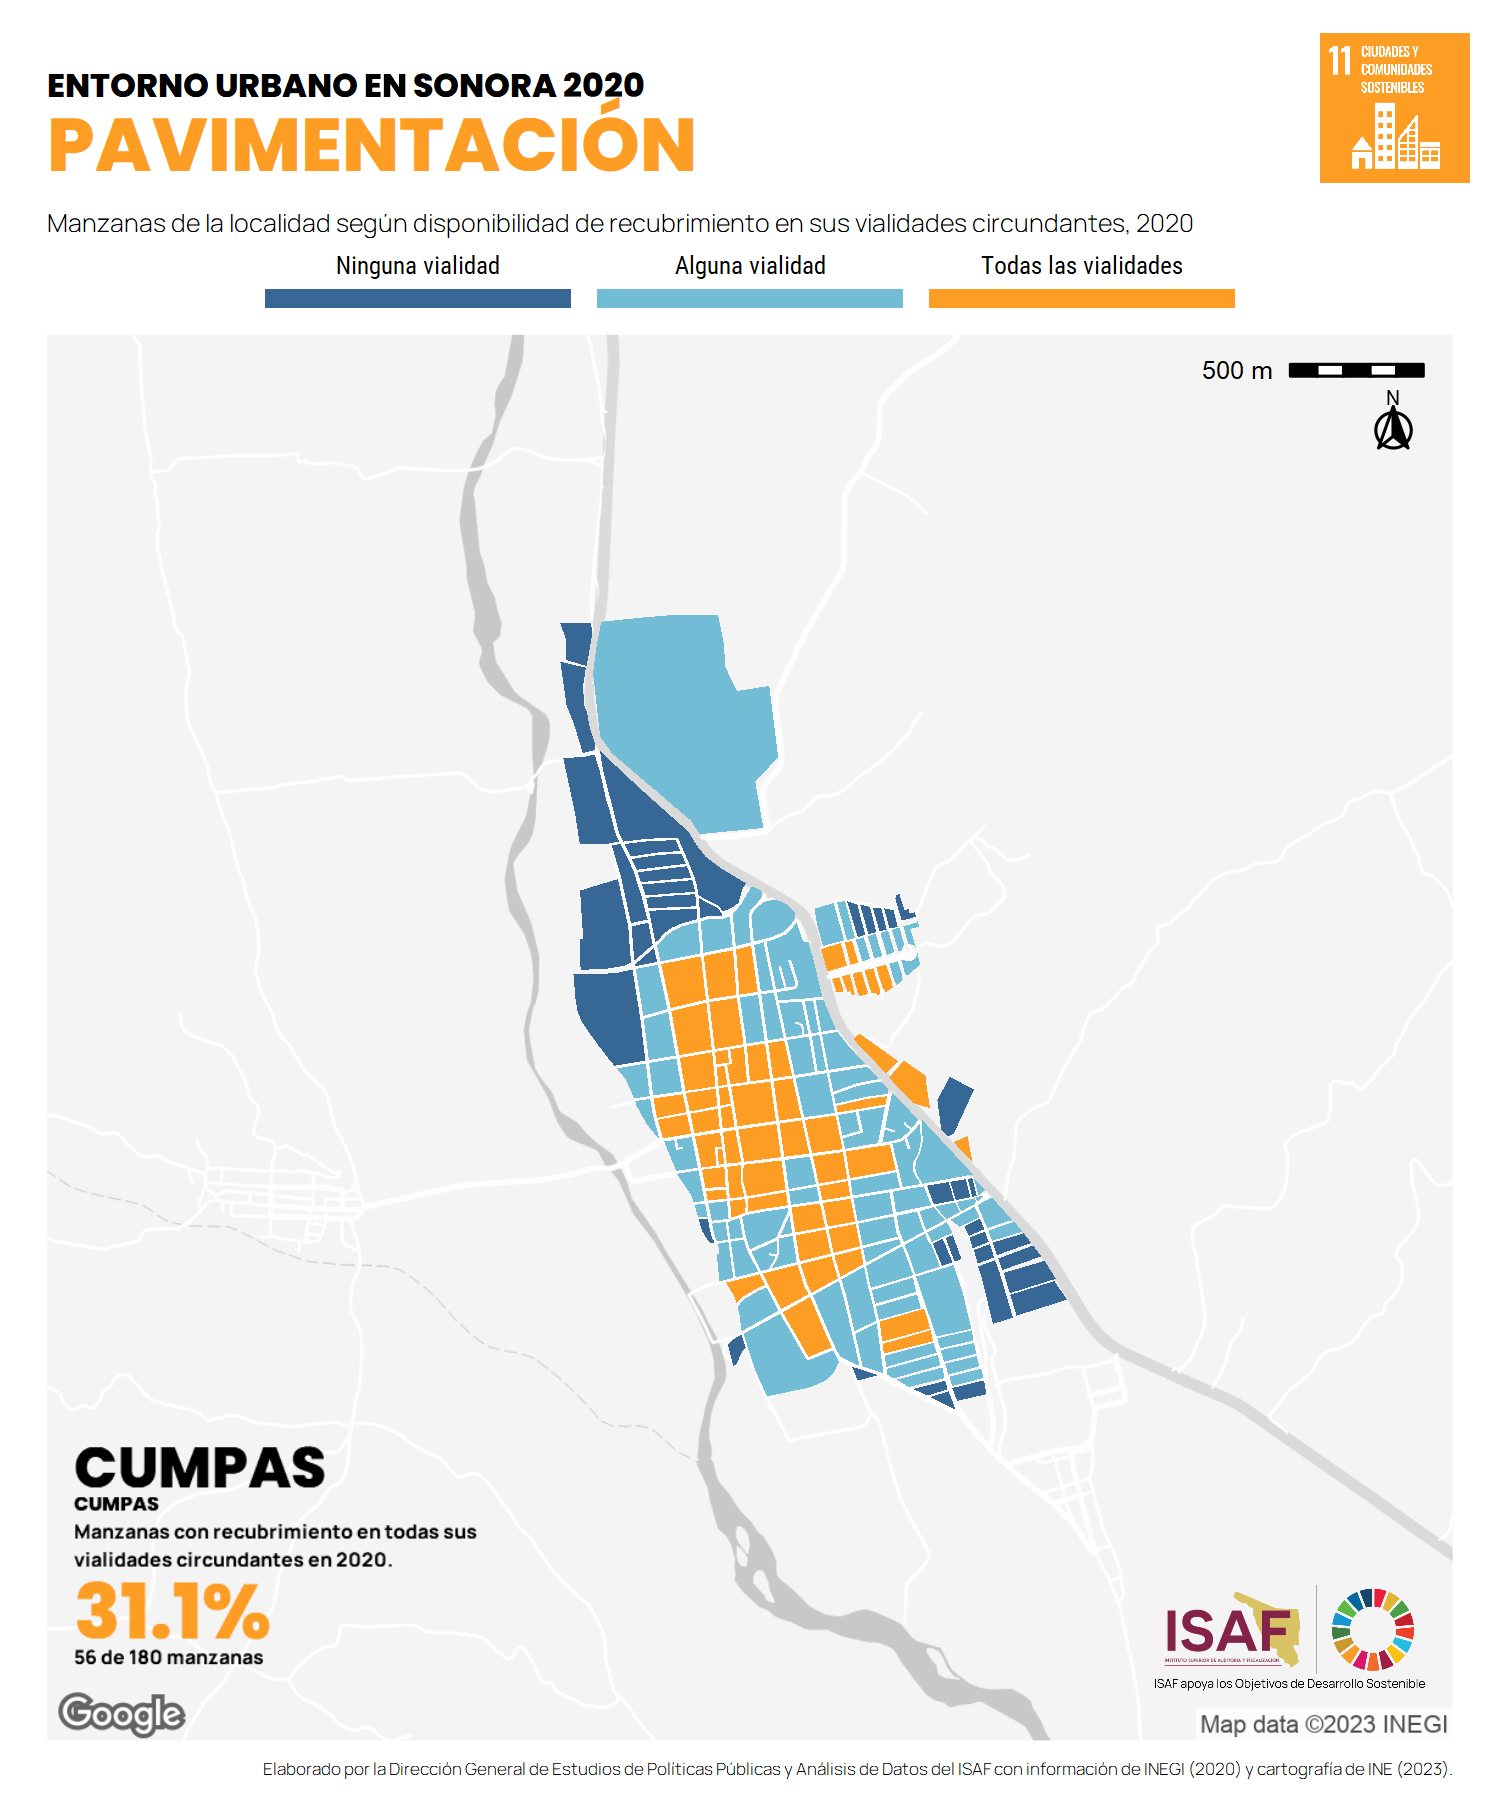 ENTORNO URBANO EN SONORA 2020
PAVIMENTACIÓN
11 CIUDADES Y
COMUNIDADES
SOSTENIBLES
Manzanas de la localidad según disponibilidad de recubrimiento en sus vialidades circundantes, 2020
Ninguna vialidad
Alguna vialidad
Todas las vialidades
500 m
N
CUMPAS
CUMPAS
Manzanas con recubrimiento en todas sus
vialidades circundantes en 2020.
31.1%
56 de 180 manzanas
Google
ISAF
INSTITUTO SUPERIOR DE AUDITORÍA Y FISCALIZACIÓN
ISAF apoya los Objetivos de Desarrollo Sostenible
Map data ©2023 INEGI
Elaborado por la Dirección General de Estudios de Políticas Públicas y Análisis de Datos del ISAF con información de INEGI (2020) y cartografía de INE (2023).